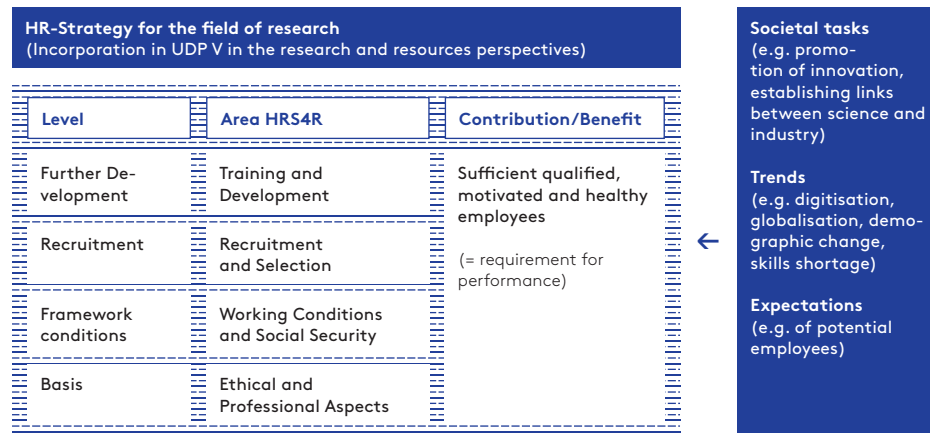 HR-Strategy for the field of research
(Incorporation in UDP V in the research and resources perspectives)
Level
Area HRS4R
Contribution/Benefit
Further De-
velopment
Training and
Development
Sufficient qualified,
motivated and healthy
employees
(= requirement for
performance)
Recruitment
Recruitment
and Selection
Framework
conditions
Working Conditions
and Social Security
Basis
Ethical and
Professional Aspects
←
Societal tasks
(e.g. promo-
tion of innovation,
establishing links
between science and
industry)
Trends
(e.g. digitisation,
globalisation, demo-
graphic change,
skills shortage)
Expectations
(e.g. of potential
employees)